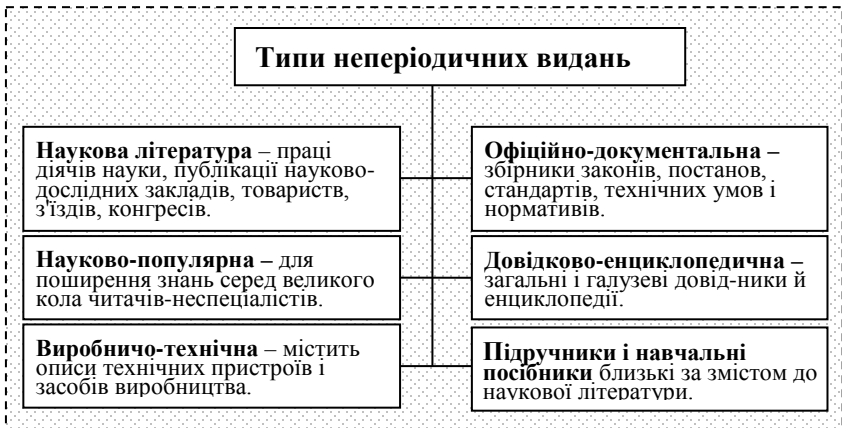 Типи неперіодичних видань
Наукова література – праці
діячів науки, публікації науково-
дослідних закладів, товариств,
з'їздів, конгресів.
Науково-популярна – для
поширення знань серед великого
кола читачів-неспеціалістів.
Виробничо-технічна – містить
описи технічних пристроїв і
засобів виробництва.
Офіційно-документальна –
збірники законів, постанов,
стандартів, технічних умов і
нормативів.
Довідково-енциклопедична –
загальні і галузеві довід-ники й
енциклопедії.
Підручники і навчальні
посібники близькі за змістом до
наукової літератури.